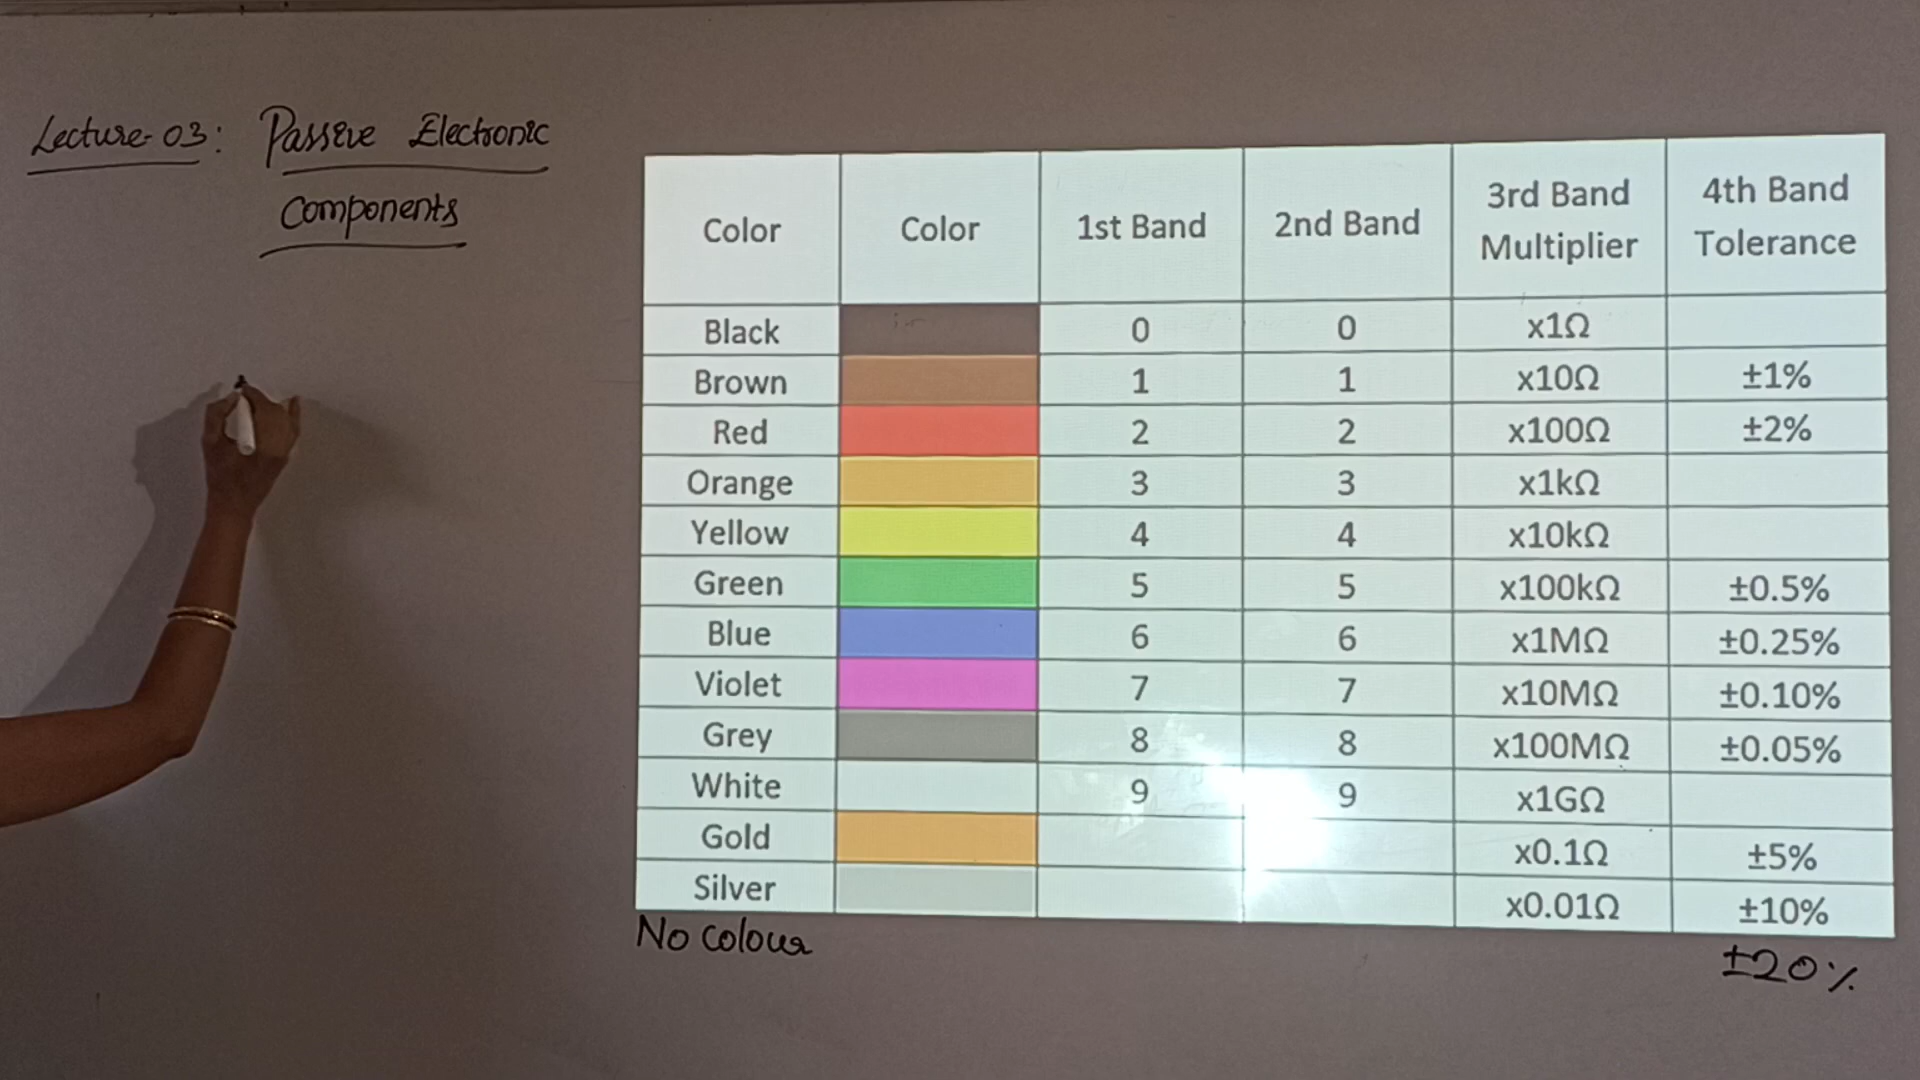 Lecture-03: Passive Electronic
Components
Color Color 1st Band 2nd Band 3rd Band Multiplier 4th Band Tolerance
Black 0 0 x1Ω
Brown 1 1 x10Ω ±1%
Red 2 2 x100Ω ±2%
Orange 3 3 x1kΩ
Yellow 4 4 x10kΩ
Green 5 5 x100kΩ ±0.5%
Blue 6 6 x1MΩ ±0.25%
Violet 7 7 x10MΩ ±0.10%
Grey 8 8 x100MΩ ±0.05%
White 9 9 x1GΩ
Gold x0.1Ω ±5%
Silver x0.01Ω ±10%
No colour ±20%